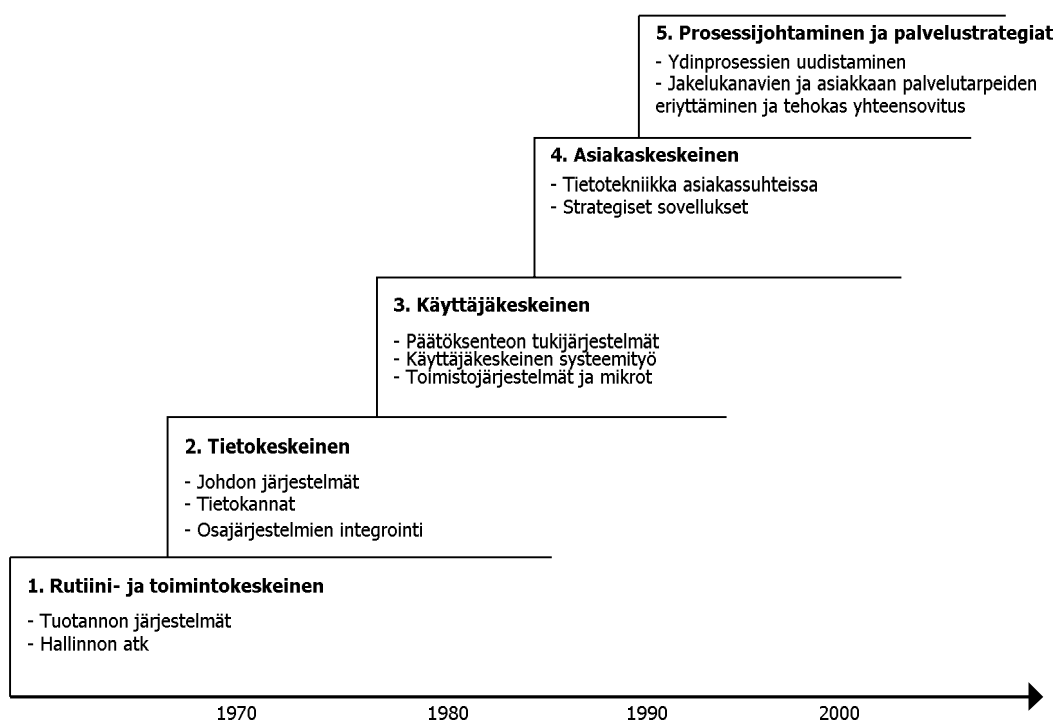 5. Prosessijohtaminen ja palvelustrategiat
- Ydinprosessien uudistaminen
- Jakelukanavien ja asiakkaan palvelutarpeiden
eriyttäminen ja tehokas yhteensovitus
4. Asiakaskeskeinen
- Tietotekniikka asiakassuhteissa
- Strategiset sovellukset
3. Käyttäjäkeskeinen
- Päätöksenteon tukijärjestelmät
- Käyttäjäkeskeinen systeemityö
- Toimistojärjestelmät ja mikrot
2. Tietokeskeinen
- Johdon järjestelmät
- Tietokannat
- Osajärjestelmien integrointi
1. Rutiini- ja toimintokeskeinen
- Tuotannon järjestelmät
- Hallinnon atk
1970 1980 1990 2000